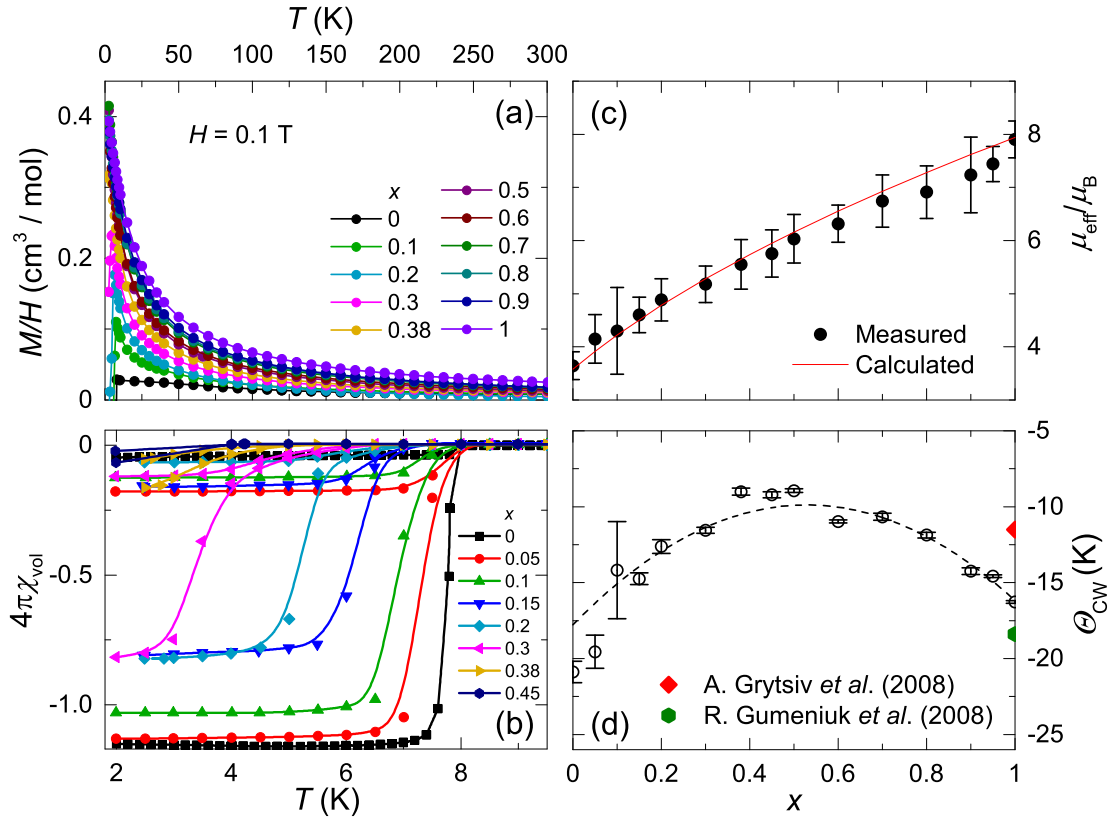 T (K)
0 50 100 150 200 250 300
(a)
H = 0.1 T
0.4
0.2
0
M/H (cm³ / mol)
x
0
0.1
0.2
0.3
0.38
0.5
0.6
0.7
0.8
0.9
1
(c)
8
6
4
μeff/μB
Measured
Calculated
0
-0.5
-1.0
4πχvol
x
0
0.05
0.1
0.15
0.2
0.3
0.38
0.45
(b)
2 4 6 8
T (K)
-5
-10
-15
-20
-25
ΘCW (K)
A. Grytsiv et al. (2008)
R. Gumeniuk et al. (2008)
(d)
0 0.2 0.4 0.6 0.8 1
x